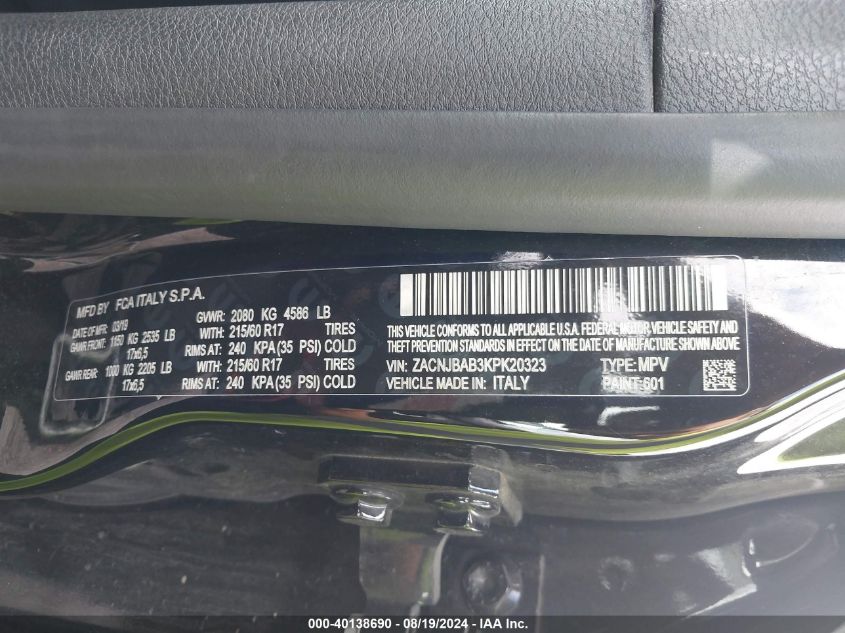 MFD BY FCA ITALY S.P.A.
DATE OF MFR: 03/19 GVWR: 2080 KG 4586 LB
GAWR FRONT: 1150 KG 2535 LB WITH: 215/60 R17 TIRES
17x6,5 RIMS AT: 240 KPA(35 PSI) COLD
GAWR REAR: 1000 KG 2205 LB WITH: 215/60 R17 TIRES
17x6,5 RIMS AT: 240 KPA(35 PSI) COLD
THIS VEHICLE CONFORMS TO ALL APPLICABLE U.S.A. FEDERAL MOTOR VEHICLE SAFETY AND
THEFT PREVENTION STANDARDS IN EFFECT ON THE DATE OF MANUFACTURE SHOWN ABOVE
VIN: ZACNJBAB3KPK20323 TYPE: MPV
VEHICLE MADE IN: ITALY PAINT: 601
000-40138690 - 08/19/2024 - IAA Inc.